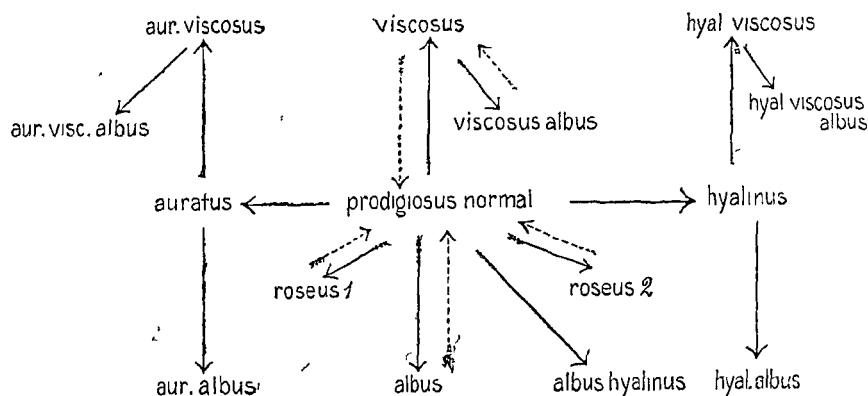 aur. viscosus
viscosus
hyal viscosus
aur. visc. albus
viscosus albus
hyal viscosus
albus
auratus
prodigiosus normal
hyalinus
roseus 1
roseus 2
aur. albus
albus
albus hyalinus
hyal. albus